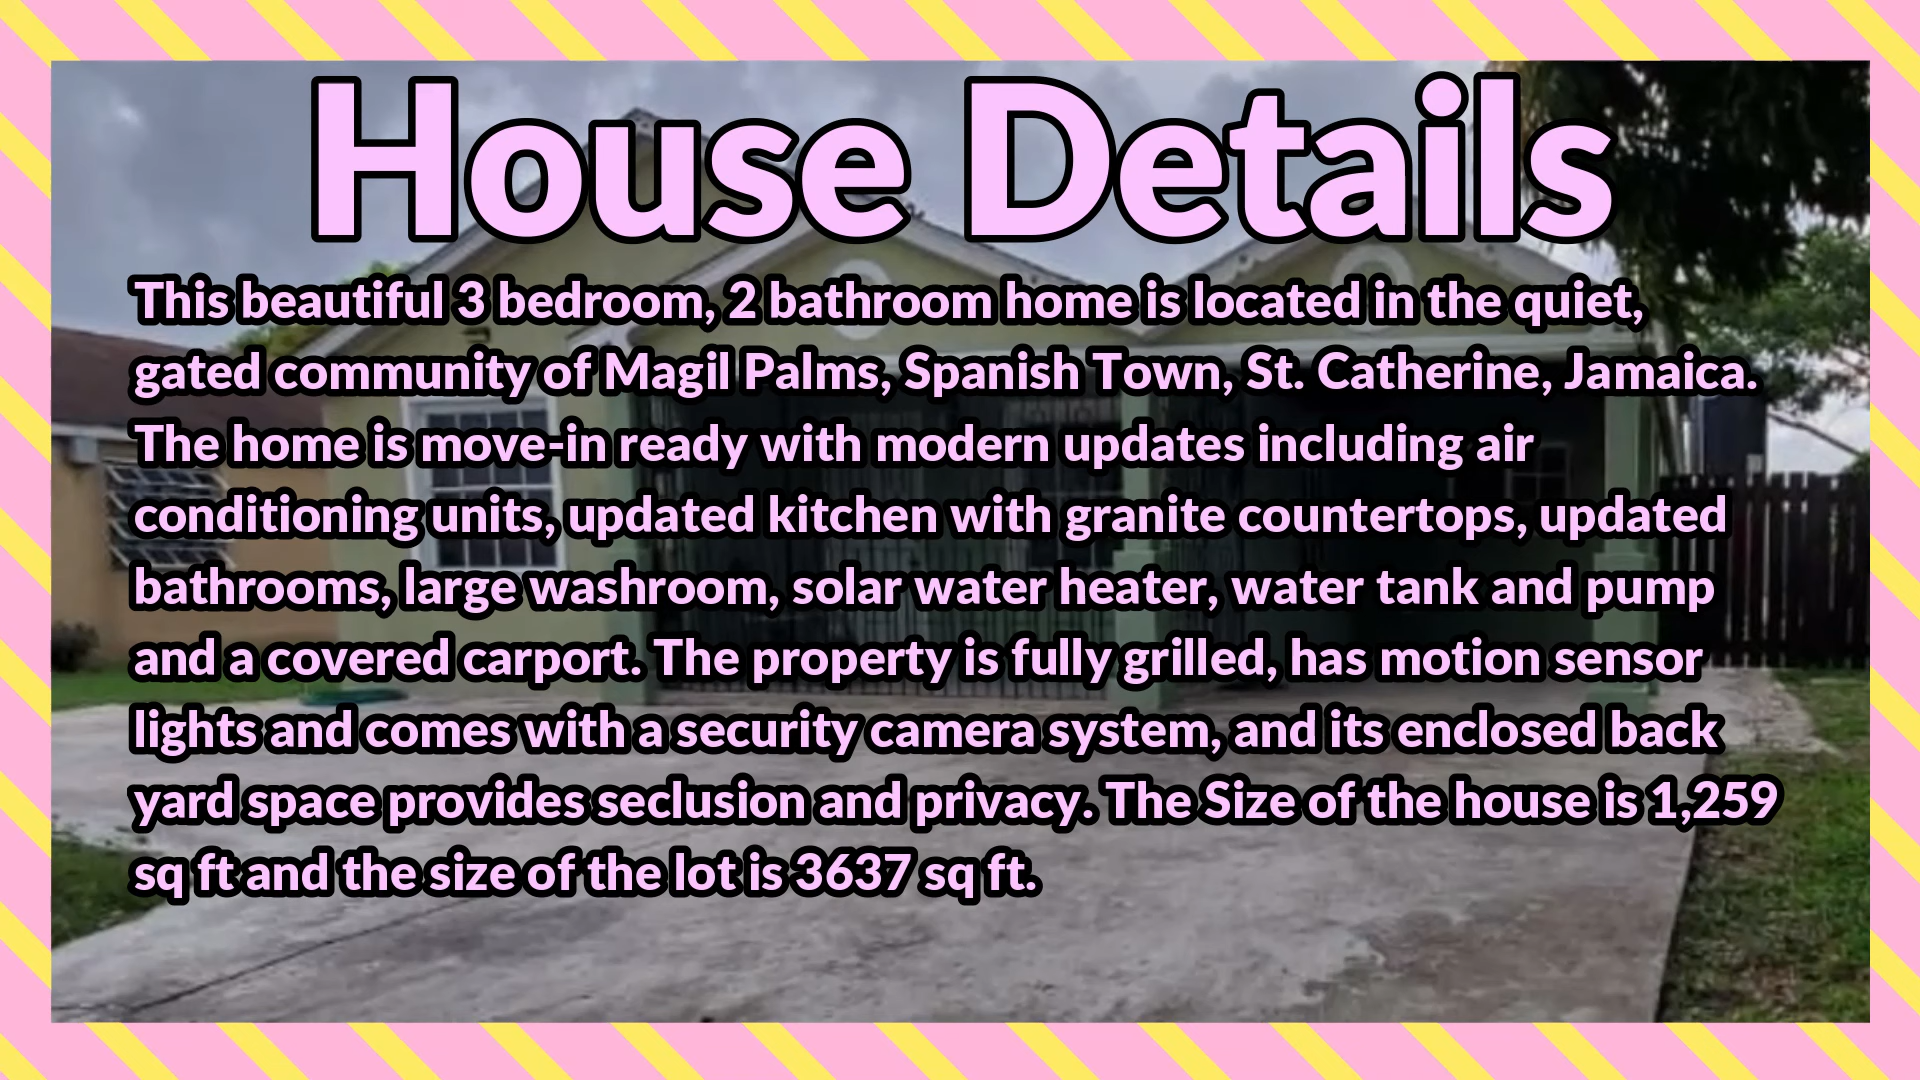 House Details
This beautiful 3 bedroom, 2 bathroom home is located in the quiet,
gated community of Magil Palms, Spanish Town, St. Catherine, Jamaica.
The home is move-in ready with modern updates including air
conditioning units, updated kitchen with granite countertops, updated
bathrooms, large washroom, solar water heater, water tank and pump
and a covered carport. The property is fully grilled, has motion sensor
lights and comes with a security camera system, and its enclosed back
yard space provides seclusion and privacy. The Size of the house is 1,259
sq ft and the size of the lot is 3637 sq ft.